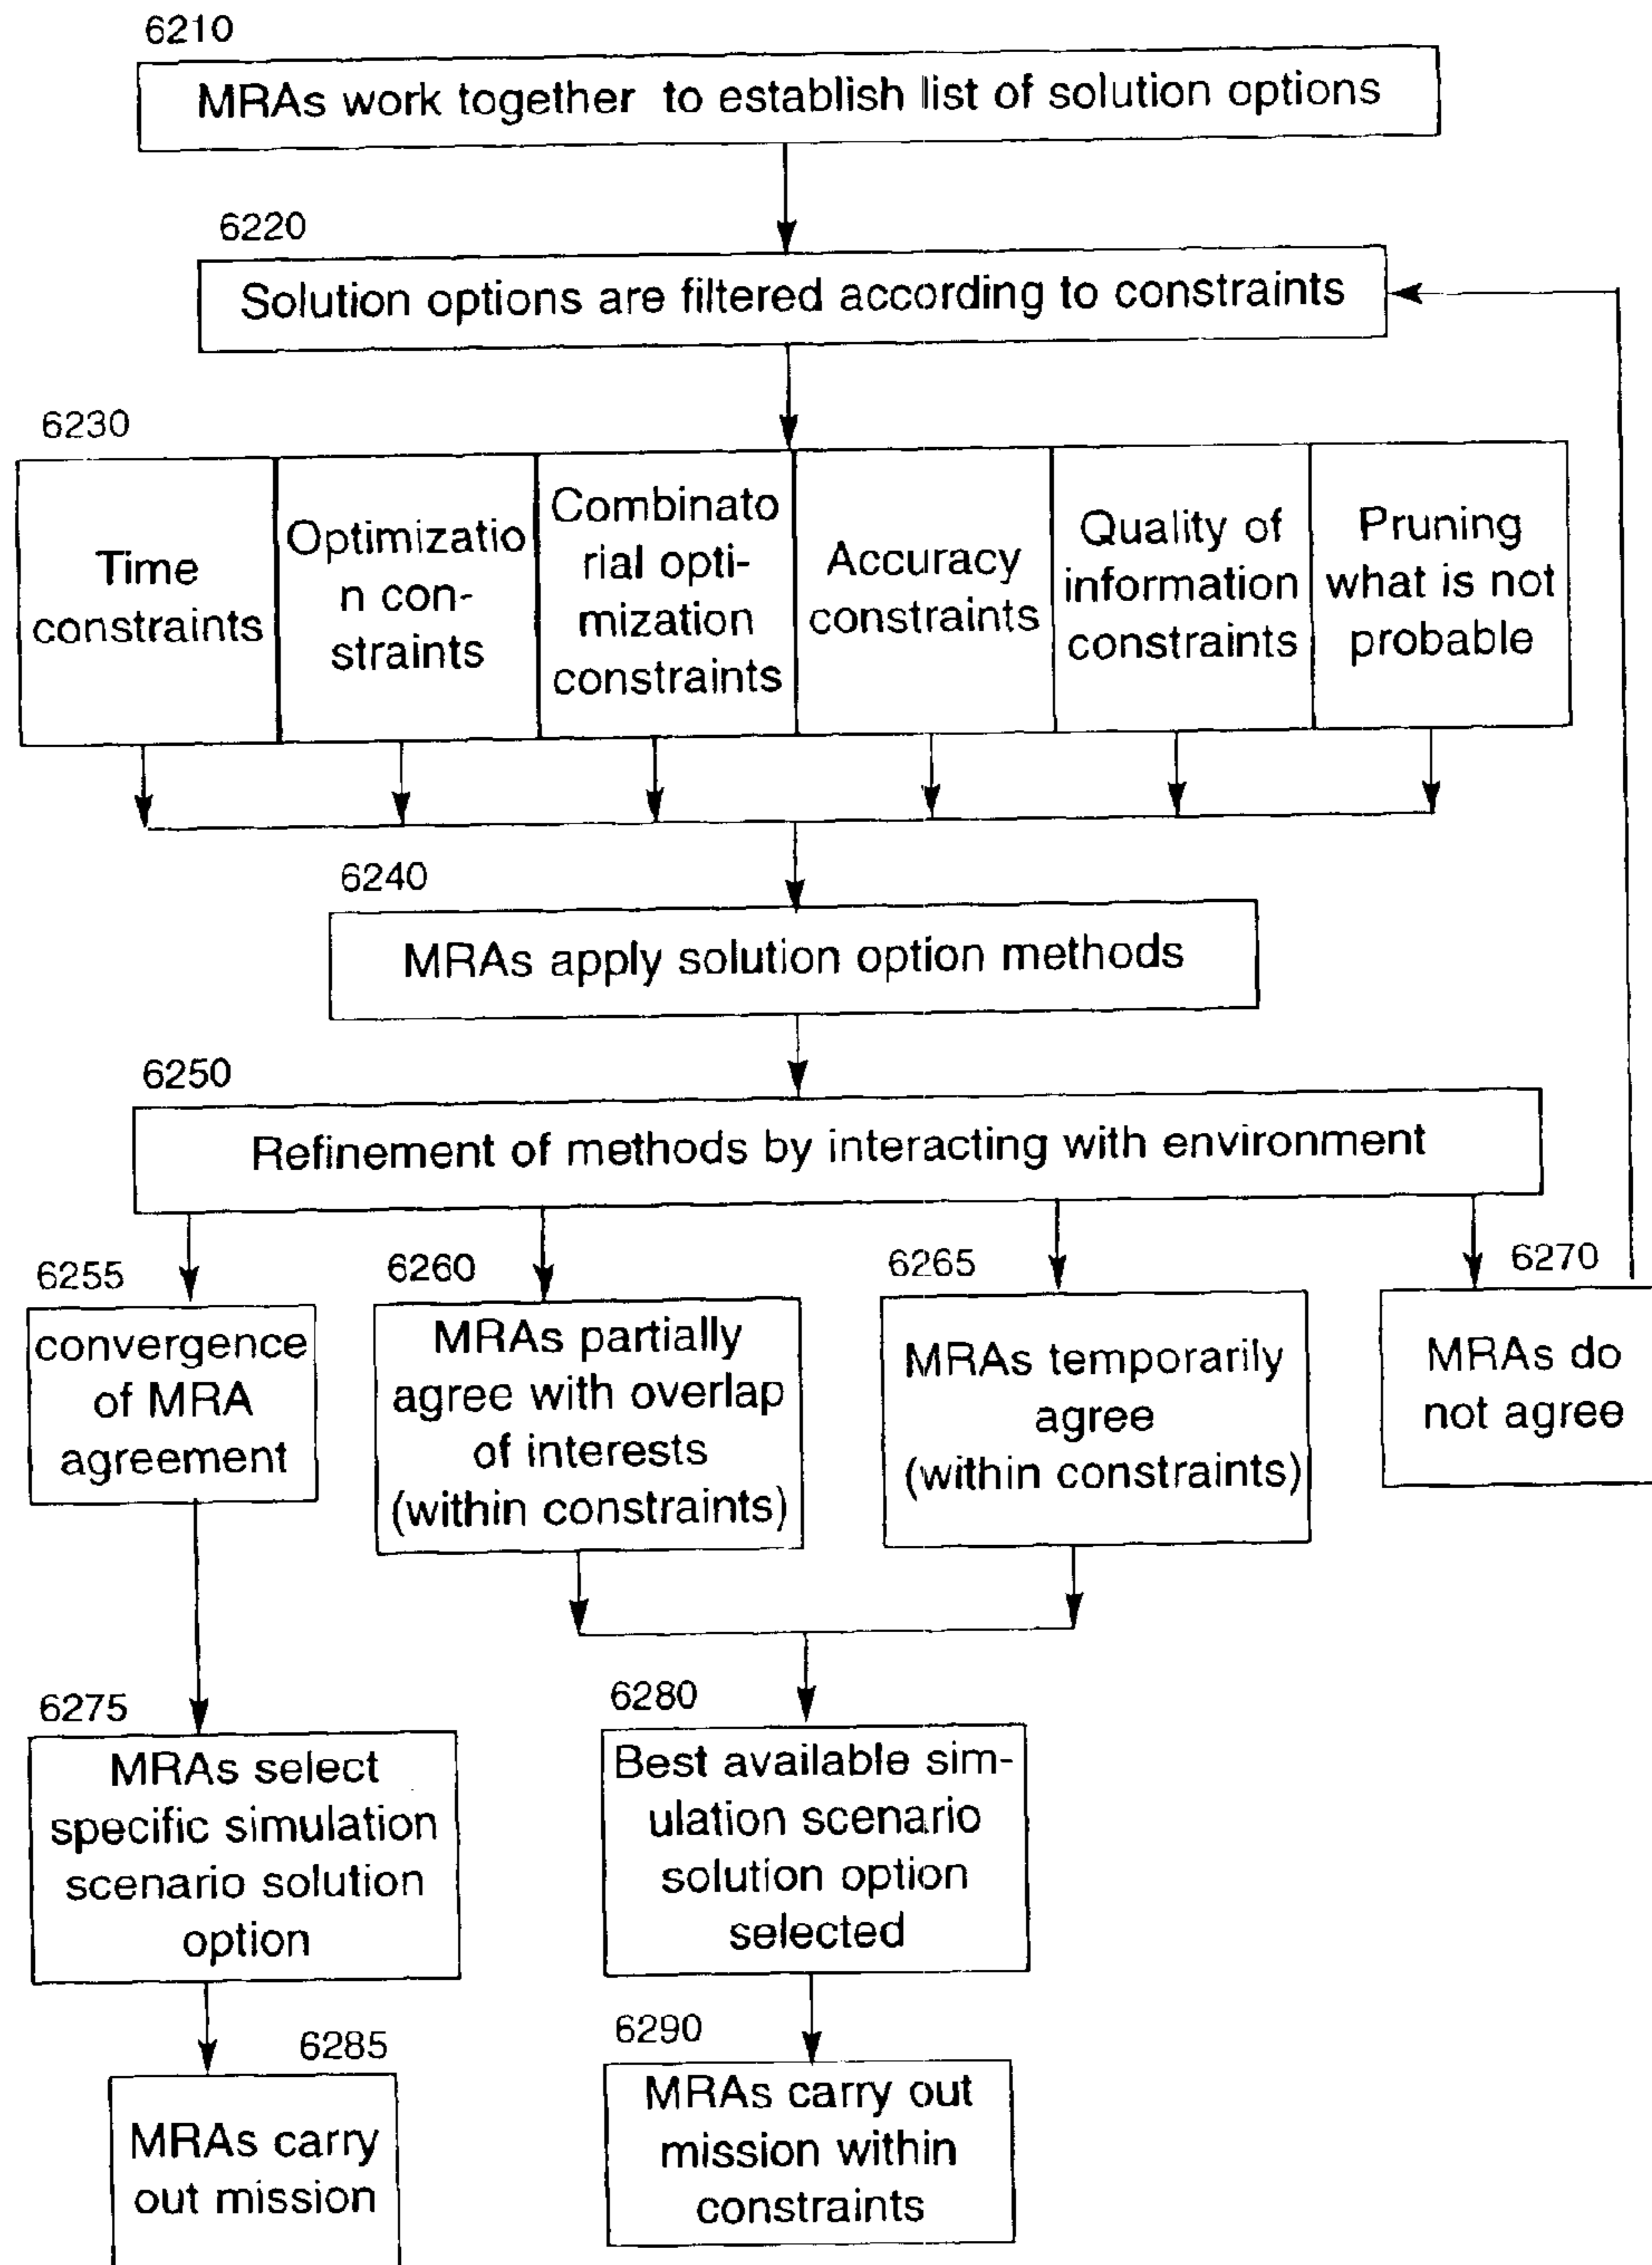 6210
MRAs work together to establish list of solution options
6220
Solution options are filtered according to constraints
6230
Time
constraints
Optimizatio
n con-
straints
Combinato
rial opti-
mization
constraints
Accuracy
constraints
Quality of
information
constraints
Pruning
what is not
probable
6240
MRAs apply solution option methods
6250
Refinement of methods by interacting with environment
6255
convergence
of MRA
agreement
6260
MRAs partially
agree with overlap
of interests
(within constraints)
6265
MRAs temporarily
agree
(within constraints)
6270
MRAs do
not agree
6275
MRAs select
specific simulation
scenario solution
option
6280
Best available sim-
ulation scenario
solution option
selected
6285
MRAs carry
out mission
6290
MRAs carry out
mission within
constraints